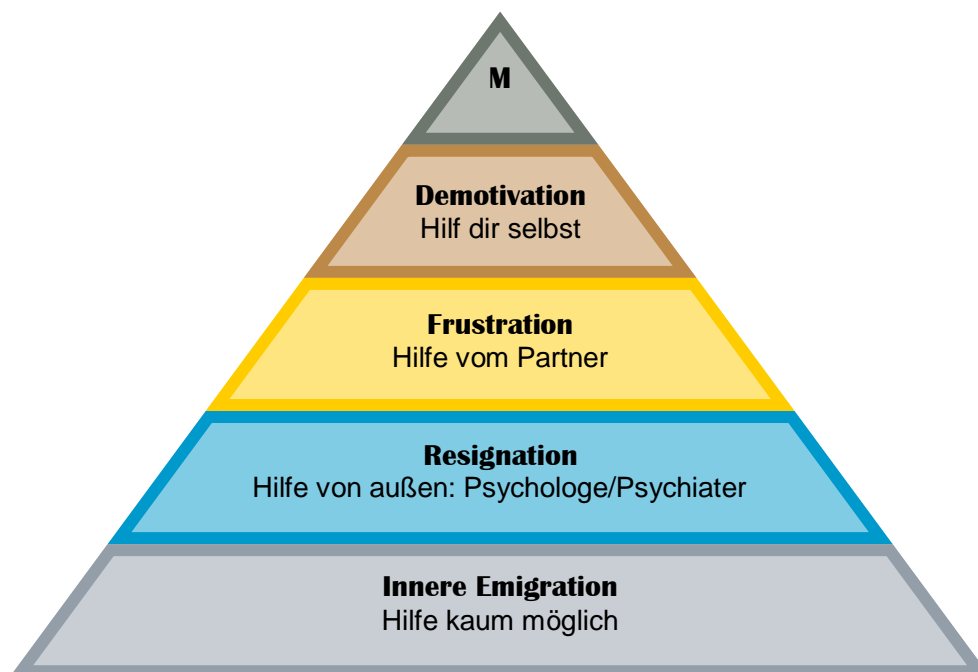 M
Demotivation
Hilf dir selbst
Frustration
Hilfe vom Partner
Resignation
Hilfe von außen: Psychologe/Psychiater
Innere Emigration
Hilfe kaum möglich